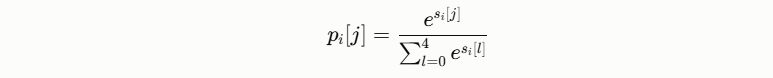 $p_i[j] = \frac{e^{s_i[j]}}{\sum_{l=0}^{4} e^{s_i[l]}}$